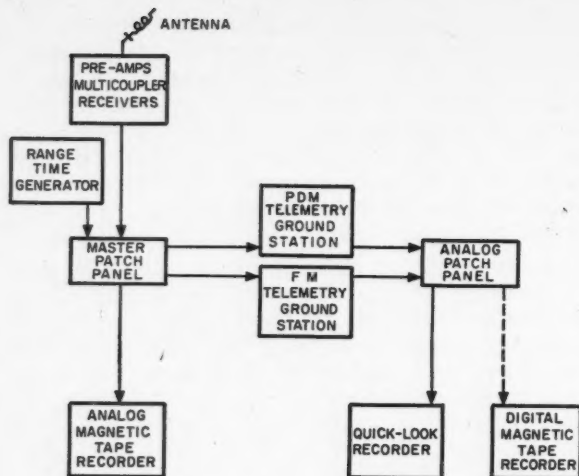 ANTENNA
PRE-AMPS
MULTICOUPLER
RECEIVERS
RANGE
TIME
GENERATOR
MASTER
PATCH
PANEL
PDM
TELEMETRY
GROUND
STATION
FM
TELEMETRY
GROUND
STATION
ANALOG
PATCH
PANEL
ANALOG
MAGNETIC
TAPE
RECORDER
QUICK-LOOK
RECORDER
DIGITAL
MAGNETIC
TAPE
RECORDER